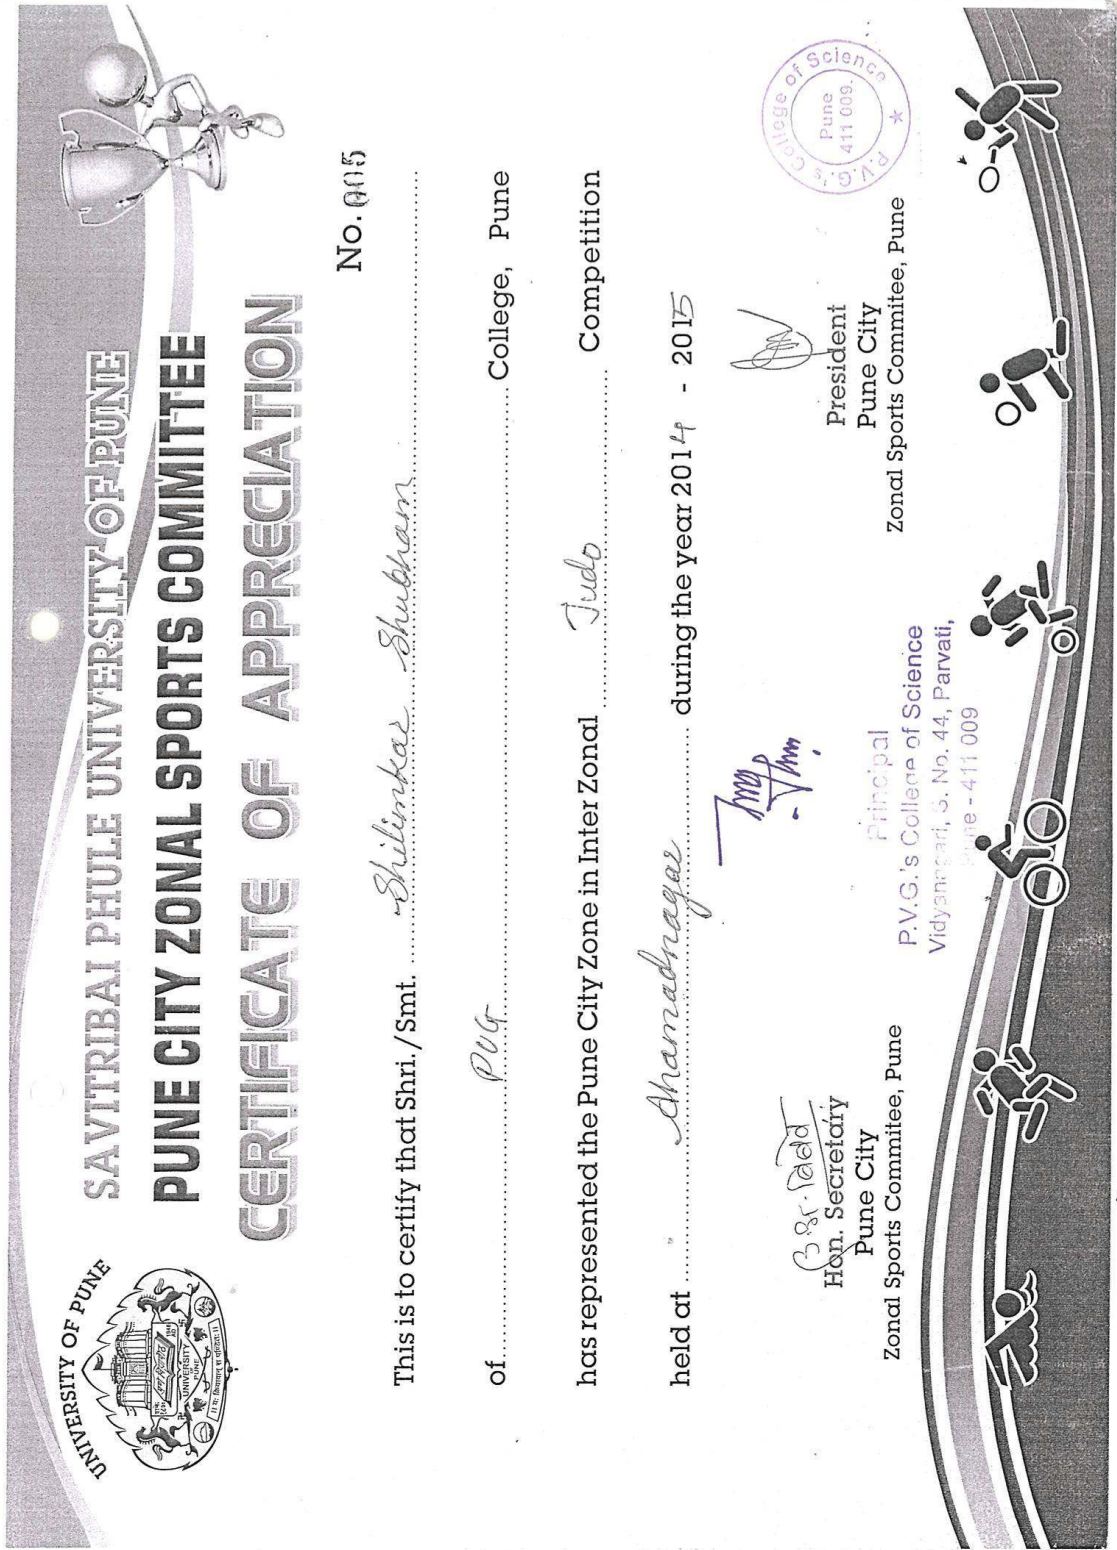 UNIVERSITY OF PUNE
SAVITRIBAI PHULE UNIVERSITY OF PUNE
PUNE CITY ZONAL SPORTS COMMITTEE
CERTIFICATE OF APPRECIATION
No. 005
This is to certify that Shri./Smt. Shilimkar Shubham
of PVG College, Pune
has represented the Pune City Zone in Inter Zonal Judo Competition
held at Ahamadnagar during the year 2014 - 2015
Hon. Secretary
Pune City
Zonal Sports Commitee, Pune
Principal
P.V.G.'s College of Science
Vidyanagari, S. No. 44, Parvati,
Pune - 411 009
President
Pune City
Zonal Sports Commitee, Pune
P.V.G.'s College of Science
Pune
411 009.
UNIVERSITY
OF
PUNE